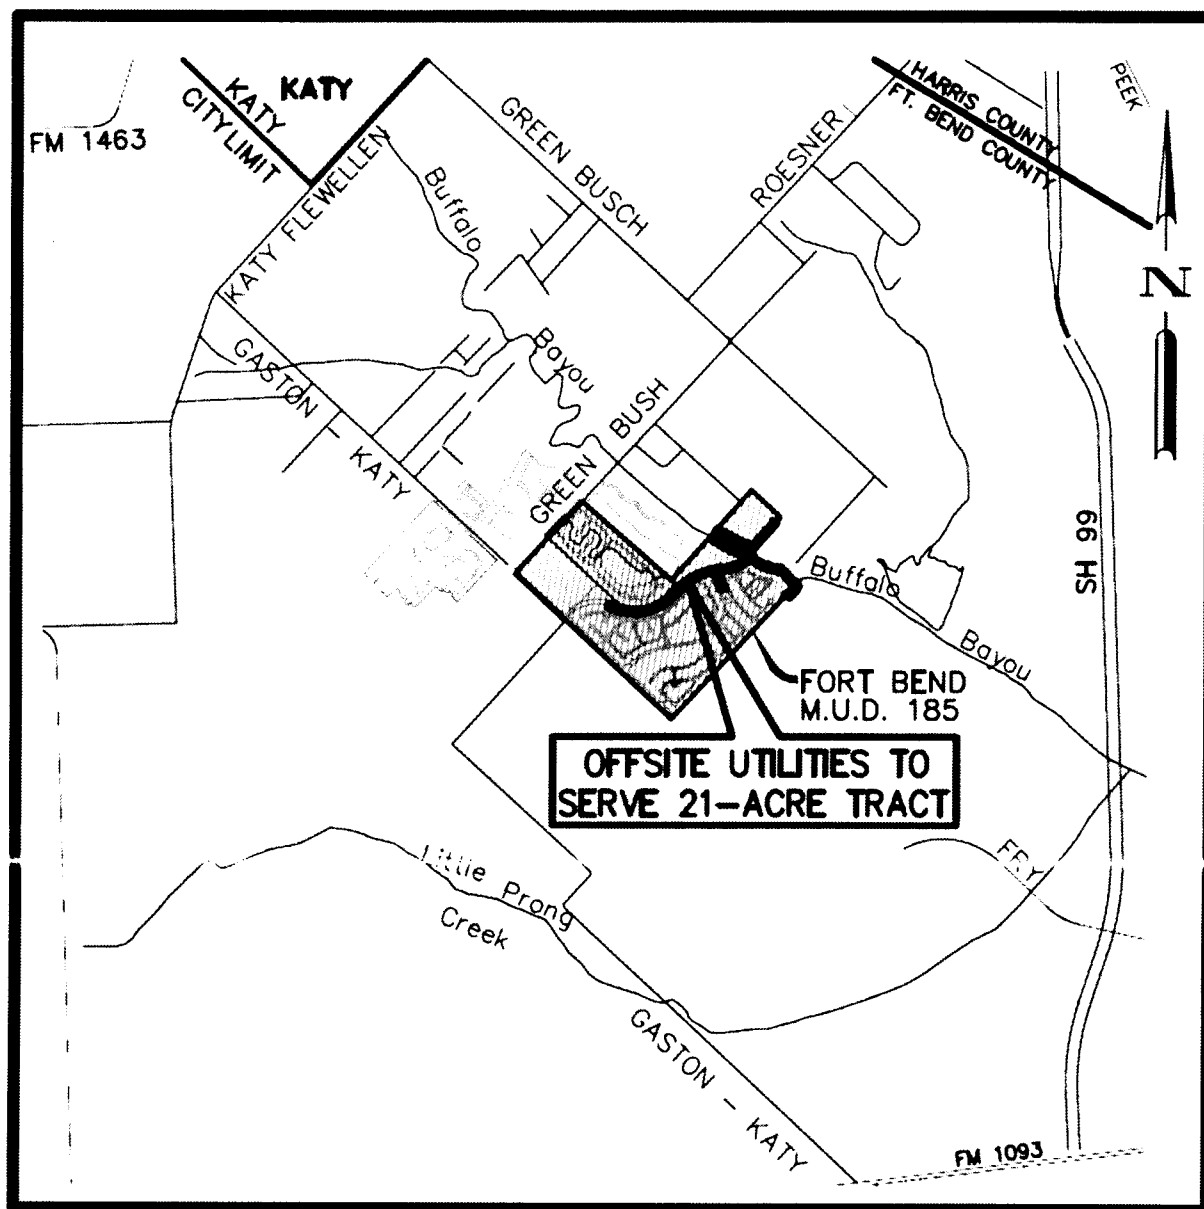 KATY
KATY
CITY LIMIT
FM 1463
KATY FLEWELLEN
GREEN BUSCH
ROESNER
HARRIS COUNTY
FT. BEND COUNTY
PEEK
N
Buffalo
Bayou
GASTON - KATY
GREEN BUSH
SH 99
Buffalo
Bayou
FORT BEND
M.U.D. 185
OFFSITE UTILITIES TO
SERVE 21-ACRE TRACT
FRY
Little Prong
Creek
GASTON - KATY
FM 1093